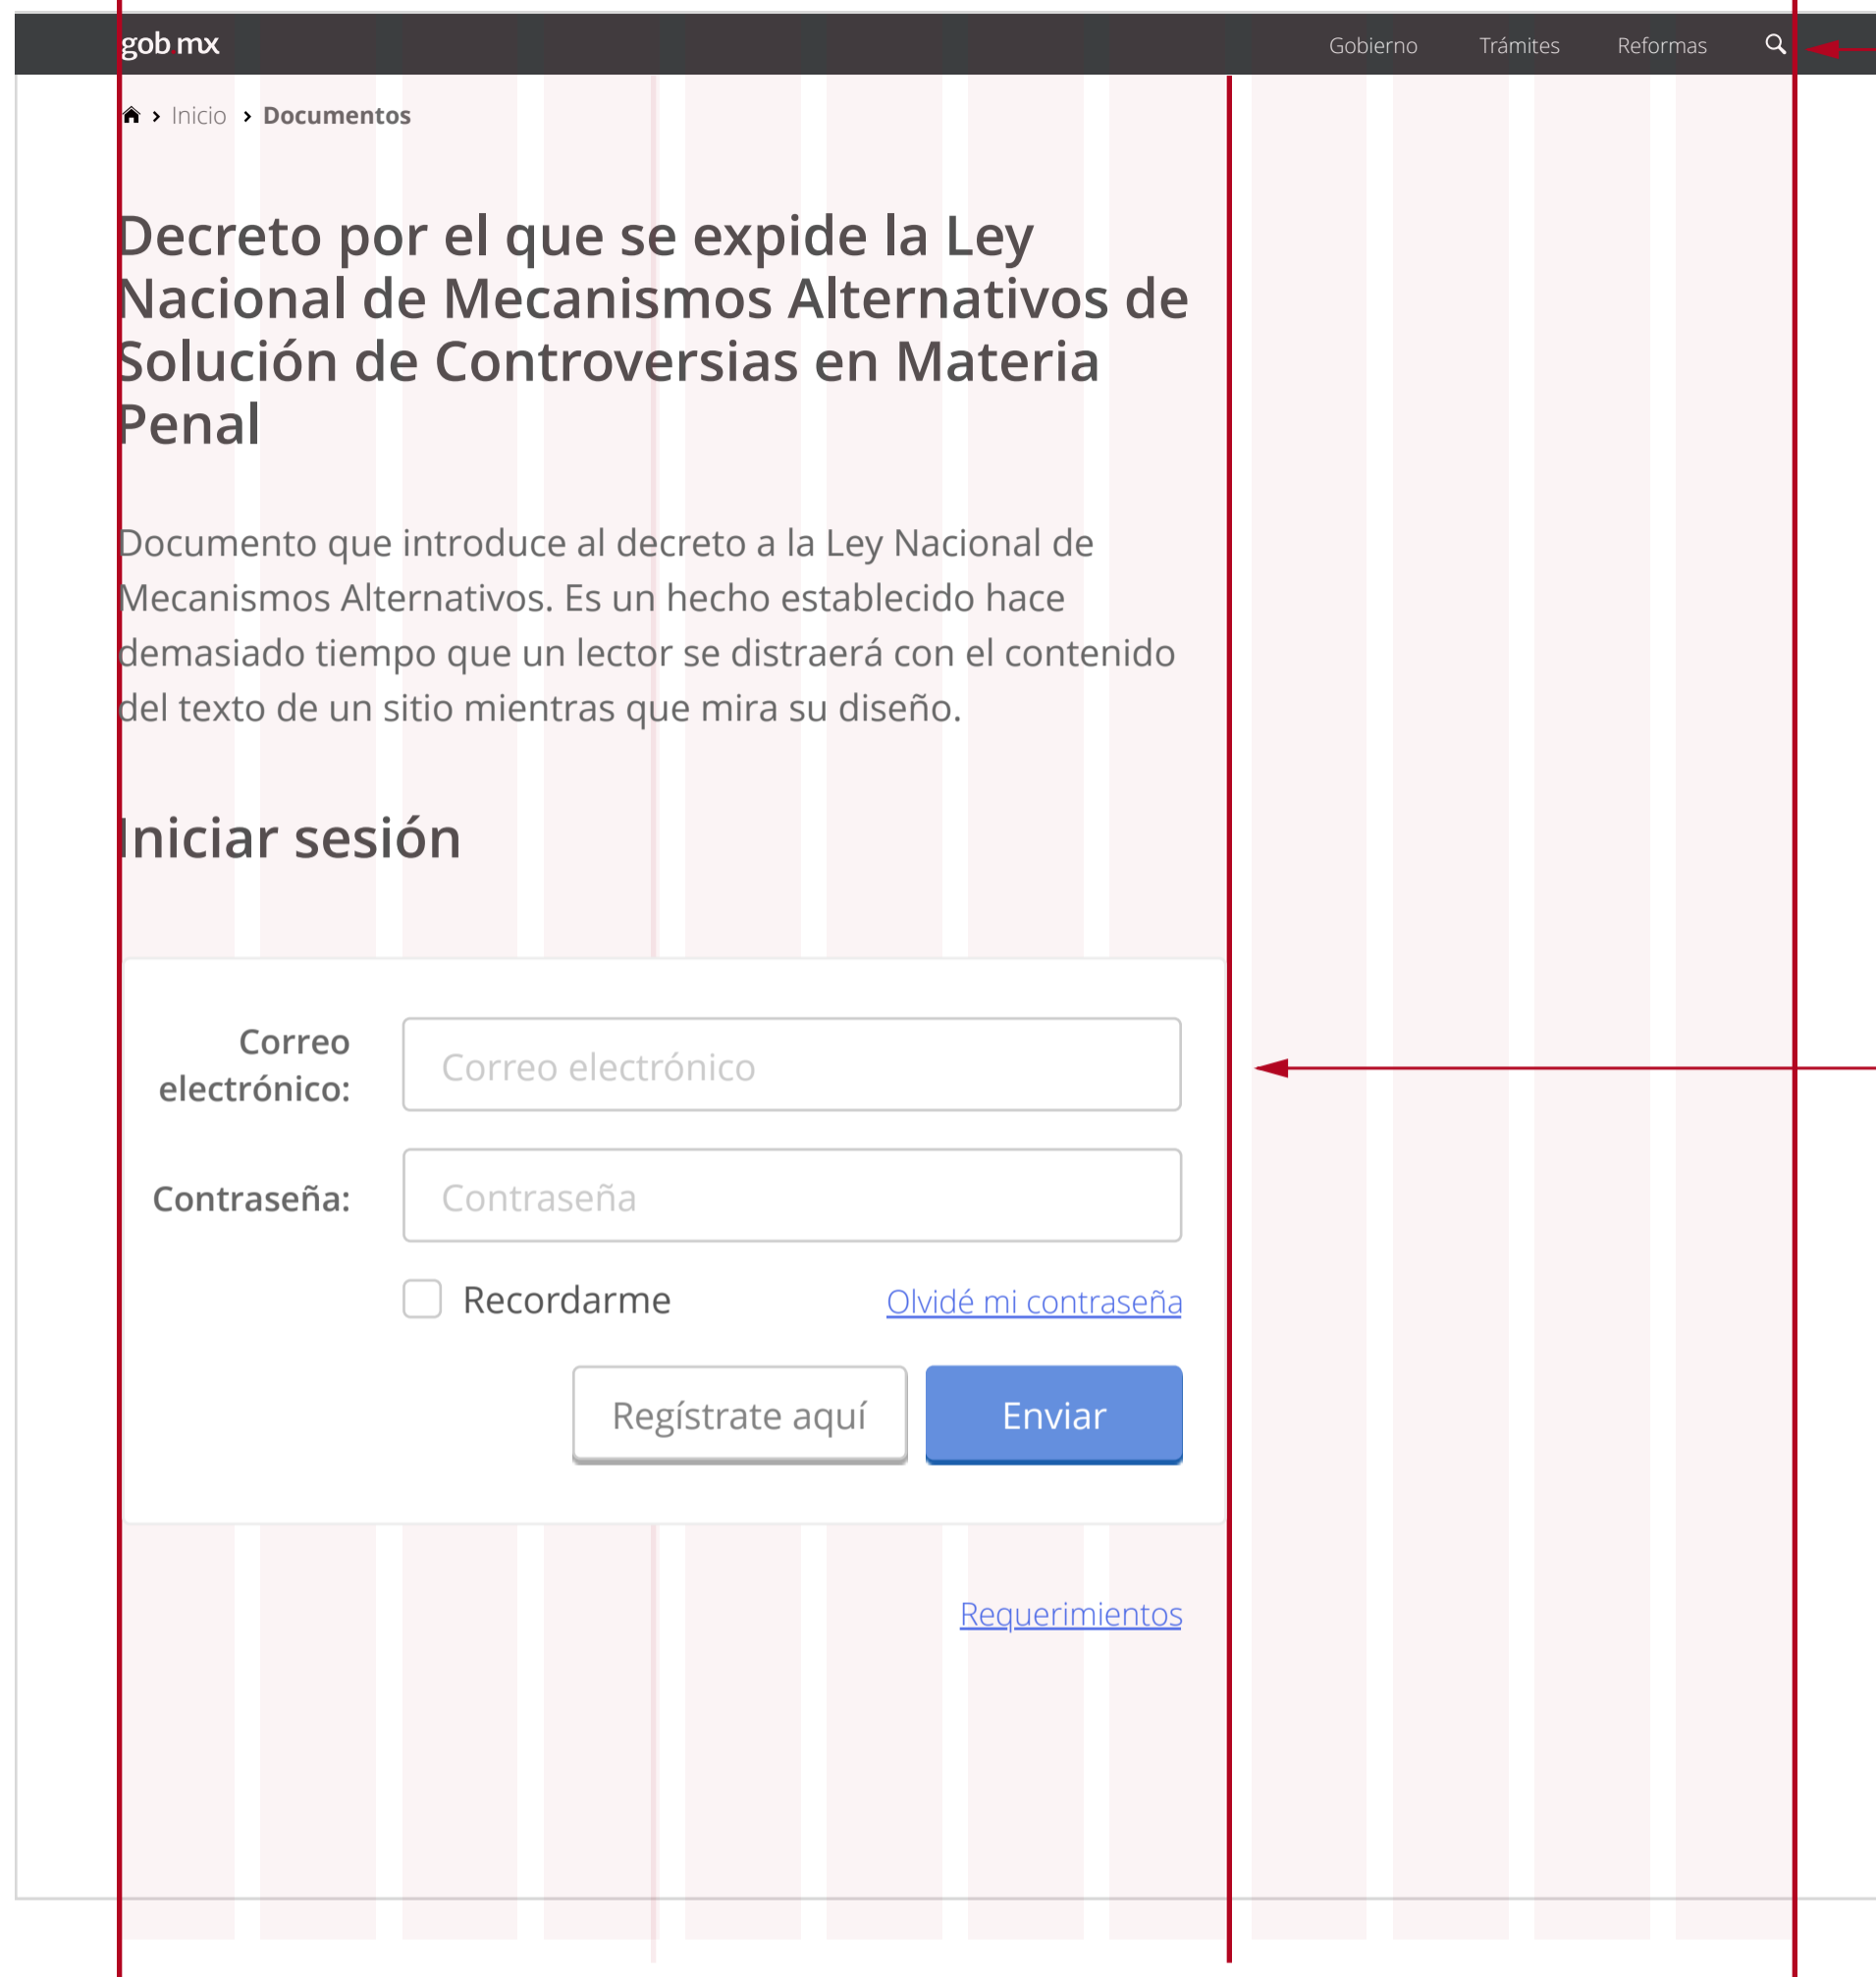 gob.mx
Gobierno
Trámites
Reformas
Inicio
Documentos
Decreto por el que se expide la Ley
Nacional de Mecanismos Alternativos de
Solución de Controversias en Materia
Penal
Documento que introduce al decreto a la Ley Nacional de
Mecanismos Alternativos. Es un hecho establecido hace
demasiado tiempo que un lector se distraerá con el contenido
del texto de un sitio mientras que mira su diseño.
Iniciar sesión
Correo
electrónico:
Correo electrónico
Contraseña:
Contraseña
Recordarme
Olvidé mi contraseña
Regístrate aquí
Enviar
Requerimientos